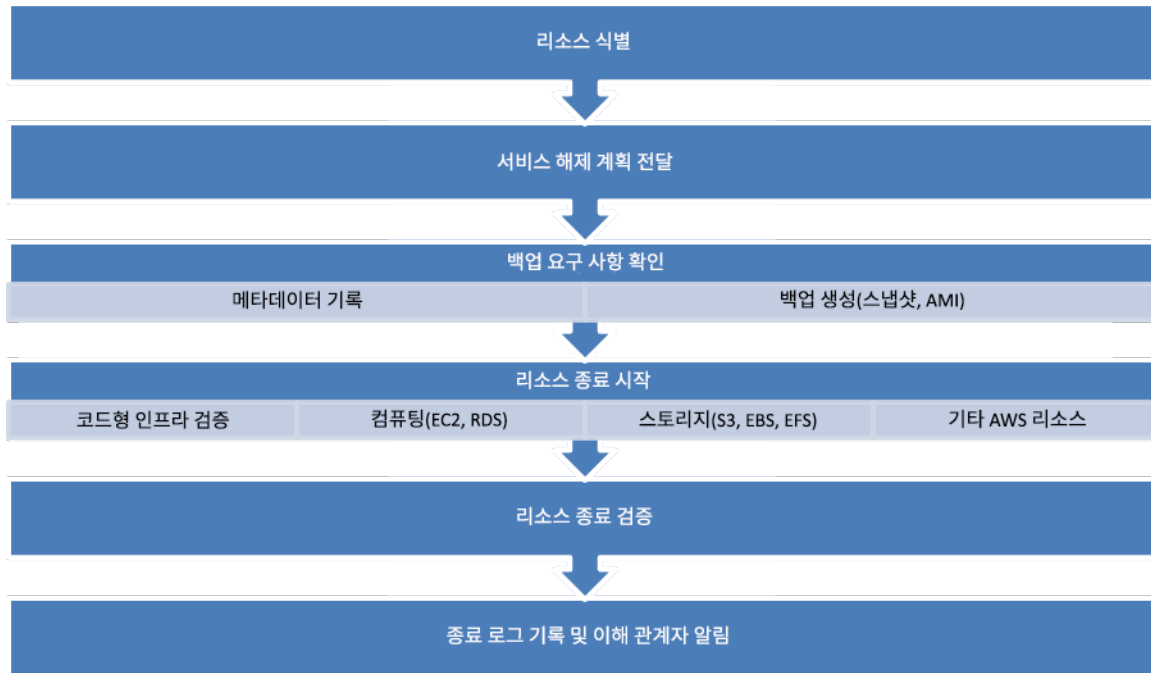 리소스 식별
서비스 해제 계획 전달
백업 요구 사항 확인
메타데이터 기록
백업 생성(스냅샷, AMI)
리소스 종료 시작
코드형 인프라 검증
컴퓨팅(EC2, RDS)
스토리지(S3, EBS, EFS)
기타 AWS 리소스
리소스 종료 검증
종료 로그 기록 및 이해 관계자 알림